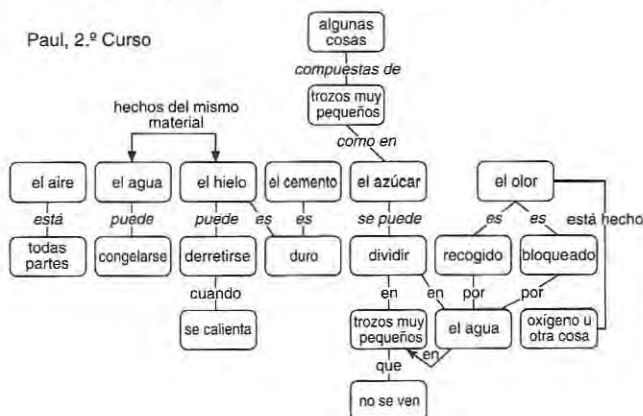 algunas
cosas
Paul, 2.º Curso
compuestas de
trozos muy
pequeños
hechos del mismo
material
como en
el aire
el agua
el hielo
el cemento
el azúcar
el olor
está
puede
puede
es
es
se puede
es
es
está hecho
todas
partes
congelarse
derretirse
duro
dividir
recogido
bloqueado
cuando
en
en
por
por
se calienta
trozos muy
pequeños
el agua
oxígeno u
otra cosa
en
que
no se ven